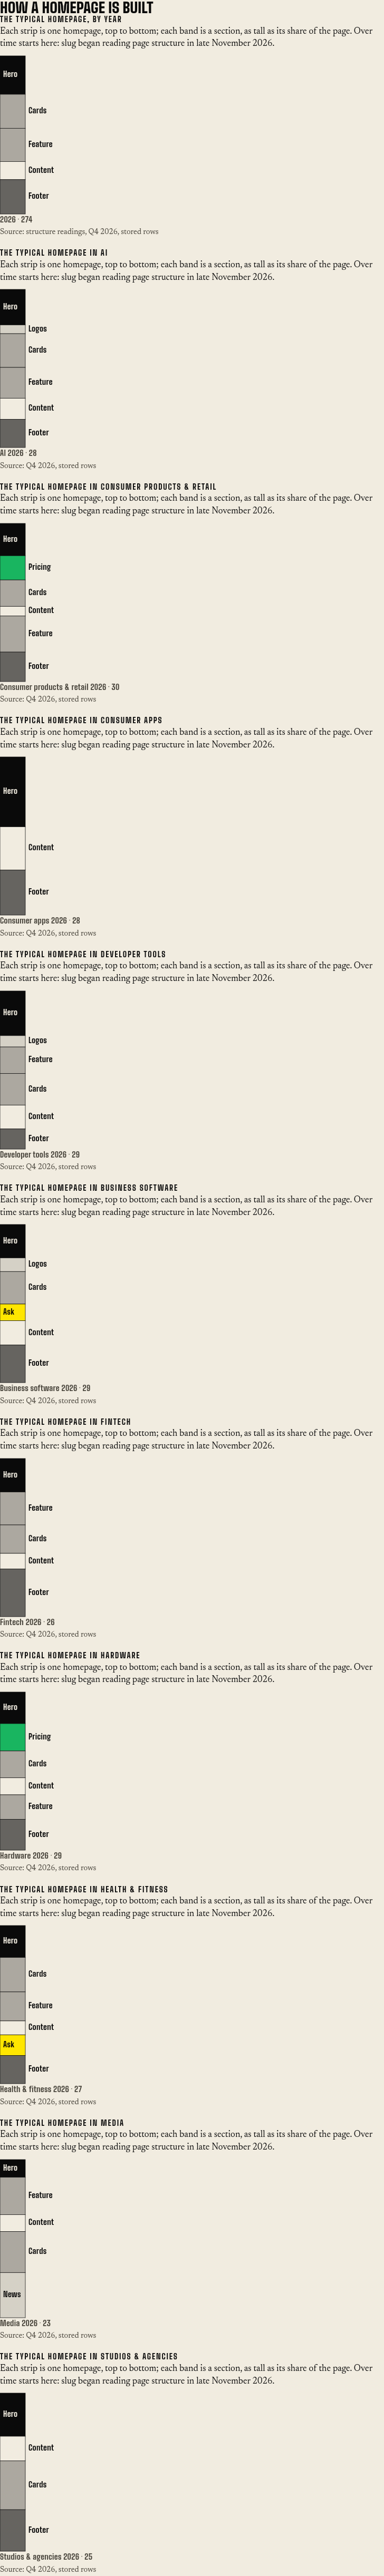 HOW A HOMEPAGE IS BUILT
THE TYPICAL HOMEPAGE, BY YEAR
Each strip is one homepage, top to bottom; each band is a section, as tall as its share of the page. Over
time starts here: slug began reading page structure in late November 2026.
Hero
Cards
Feature
Content
Footer
2026 · 274
Source: structure readings, Q4 2026, stored rows
THE TYPICAL HOMEPAGE IN AI
Each strip is one homepage, top to bottom; each band is a section, as tall as its share of the page. Over
time starts here: slug began reading page structure in late November 2026.
Hero
Logos
Cards
Feature
Content
Footer
AI 2026 · 28
Source: Q4 2026, stored rows
THE TYPICAL HOMEPAGE IN CONSUMER PRODUCTS & RETAIL
Each strip is one homepage, top to bottom; each band is a section, as tall as its share of the page. Over
time starts here: slug began reading page structure in late November 2026.
Hero
Pricing
Cards
Content
Feature
Footer
Consumer products & retail 2026 · 30
Source: Q4 2026, stored rows
THE TYPICAL HOMEPAGE IN CONSUMER APPS
Each strip is one homepage, top to bottom; each band is a section, as tall as its share of the page. Over
time starts here: slug began reading page structure in late November 2026.
Hero
Content
Footer
Consumer apps 2026 · 28
Source: Q4 2026, stored rows
THE TYPICAL HOMEPAGE IN DEVELOPER TOOLS
Each strip is one homepage, top to bottom; each band is a section, as tall as its share of the page. Over
time starts here: slug began reading page structure in late November 2026.
Hero
Logos
Feature
Cards
Content
Footer
Developer tools 2026 · 29
Source: Q4 2026, stored rows
THE TYPICAL HOMEPAGE IN BUSINESS SOFTWARE
Each strip is one homepage, top to bottom; each band is a section, as tall as its share of the page. Over
time starts here: slug began reading page structure in late November 2026.
Hero
Logos
Cards
Ask
Content
Footer
Business software 2026 · 29
Source: Q4 2026, stored rows
THE TYPICAL HOMEPAGE IN FINTECH
Each strip is one homepage, top to bottom; each band is a section, as tall as its share of the page. Over
time starts here: slug began reading page structure in late November 2026.
Hero
Feature
Cards
Content
Footer
Fintech 2026 · 26
Source: Q4 2026, stored rows
THE TYPICAL HOMEPAGE IN HARDWARE
Each strip is one homepage, top to bottom; each band is a section, as tall as its share of the page. Over
time starts here: slug began reading page structure in late November 2026.
Hero
Pricing
Cards
Content
Feature
Footer
Hardware 2026 · 29
Source: Q4 2026, stored rows
THE TYPICAL HOMEPAGE IN HEALTH & FITNESS
Each strip is one homepage, top to bottom; each band is a section, as tall as its share of the page. Over
time starts here: slug began reading page structure in late November 2026.
Hero
Cards
Feature
Content
Ask
Footer
Health & fitness 2026 · 27
Source: Q4 2026, stored rows
THE TYPICAL HOMEPAGE IN MEDIA
Each strip is one homepage, top to bottom; each band is a section, as tall as its share of the page. Over
time starts here: slug began reading page structure in late November 2026.
Hero
Feature
Content
Cards
News
Media 2026 · 23
Source: Q4 2026, stored rows
THE TYPICAL HOMEPAGE IN STUDIOS & AGENCIES
Each strip is one homepage, top to bottom; each band is a section, as tall as its share of the page. Over
time starts here: slug began reading page structure in late November 2026.
Hero
Content
Cards
Footer
Studios & agencies 2026 · 25
Source: Q4 2026, stored rows